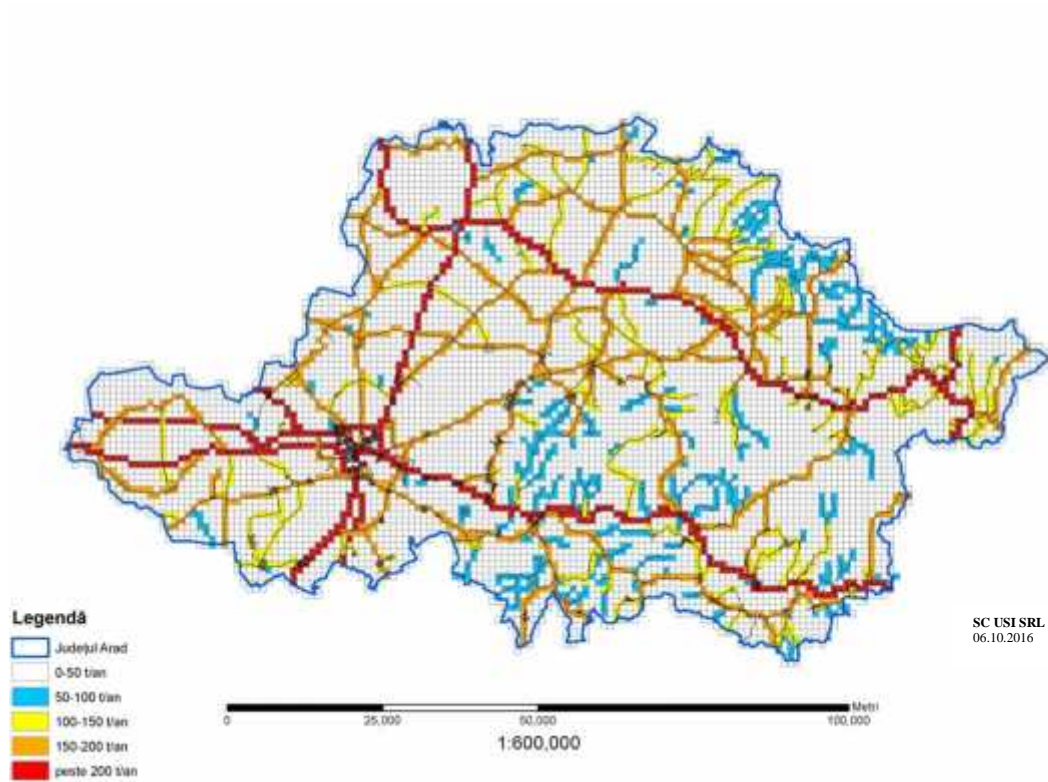 Legendă
Județul Arad
0-50 t/an
50-100 t/an
100-150 t/an
150-200 t/an
peste 200 t/an
0
25,000
50,000
100,000
Metri
1:600,000
SC USI SRL
06.10.2016